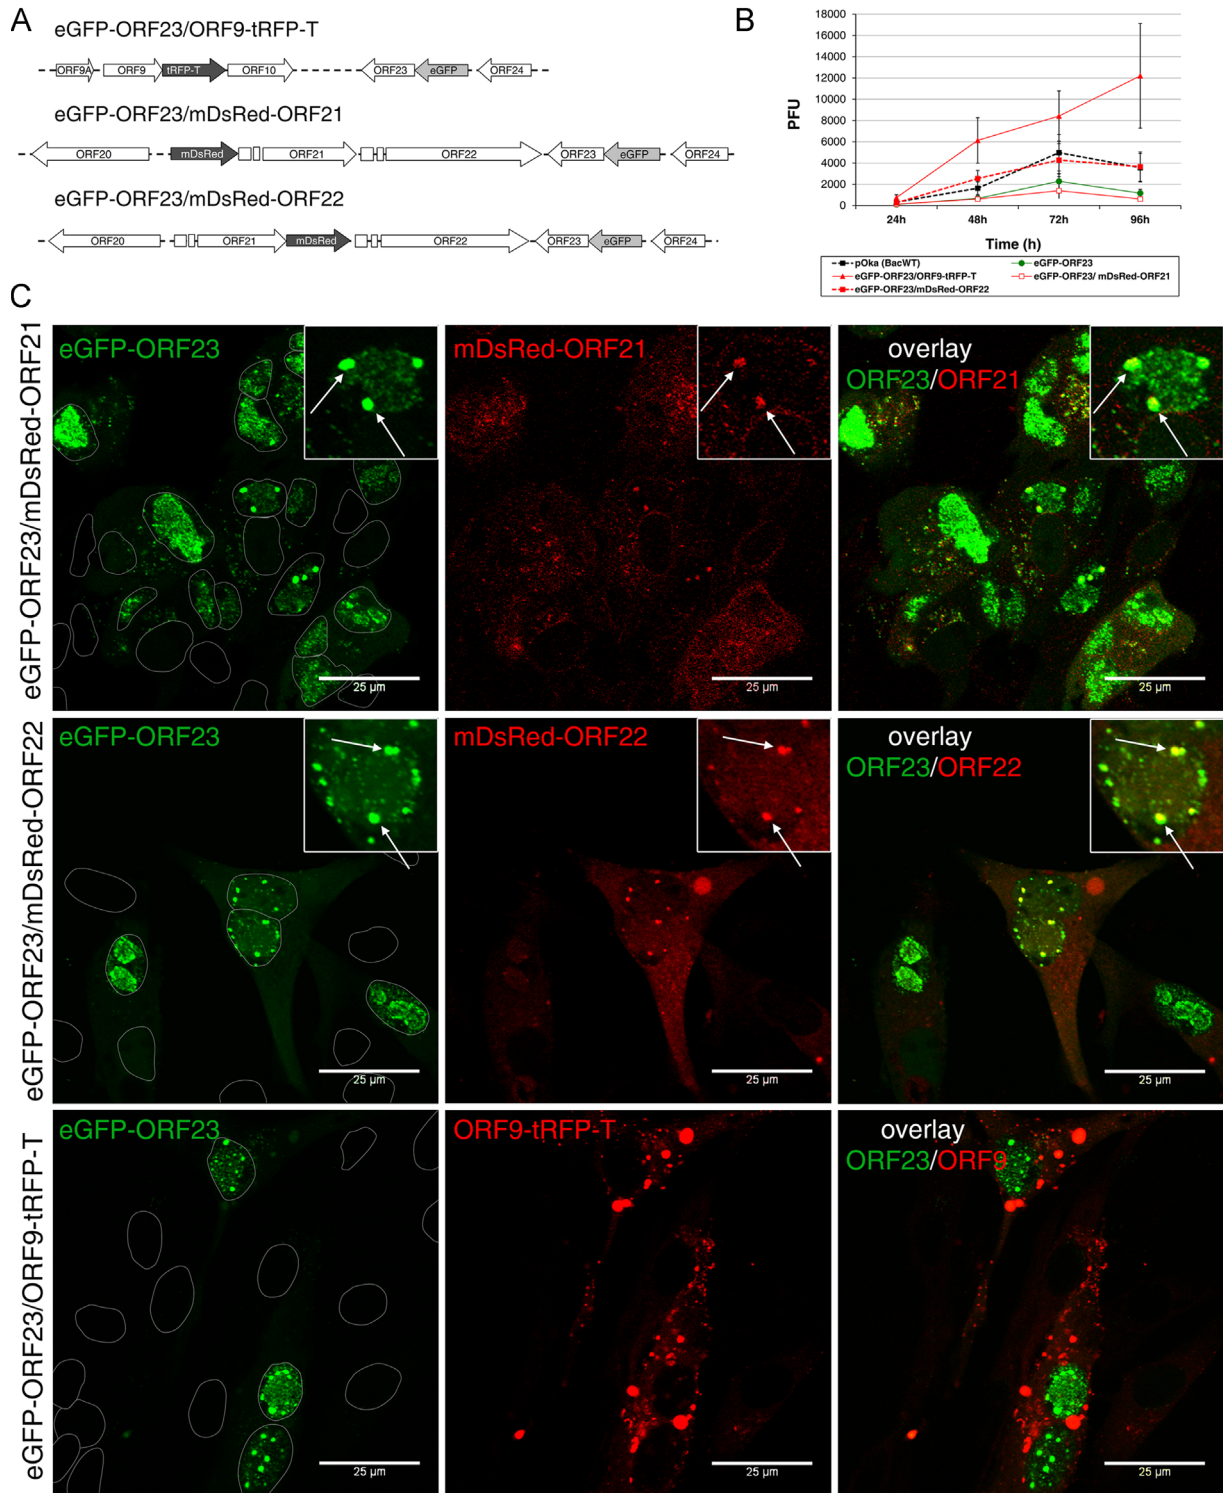 A
eGFP-ORF23/ORF9-tRFP-T
ORF9A ORF9 tRFP-T ORF10 ORF23 eGFP ORF24
eGFP-ORF23/mDsRed-ORF21
ORF20 mDsRed ORF21 ORF22 ORF23 eGFP ORF24
eGFP-ORF23/mDsRed-ORF22
ORF20 ORF21 mDsRed ORF22 ORF23 eGFP ORF24
B
PFU
18000
16000
14000
12000
10000
8000
6000
4000
2000
0
24h 48h 72h 96h
Time (h)
pOka (BacWT) eGFP-ORF23
eGFP-ORF23/ORF9-tRFP-T eGFP-ORF23/ mDsRed-ORF21
eGFP-ORF23/mDsRed-ORF22
C
eGFP-ORF23/mDsRed-ORF21
eGFP-ORF23 mDsRed-ORF21 overlay
ORF23/ORF21
25 µm 25 µm 25 µm
eGFP-ORF23/mDsRed-ORF22
eGFP-ORF23 mDsRed-ORF22 overlay
ORF23/ORF22
25 µm 25 µm 25 µm
eGFP-ORF23/ORF9-tRFP-T
eGFP-ORF23 ORF9-tRFP-T overlay
ORF23/ORF9
25 µm 25 µm 25 µm